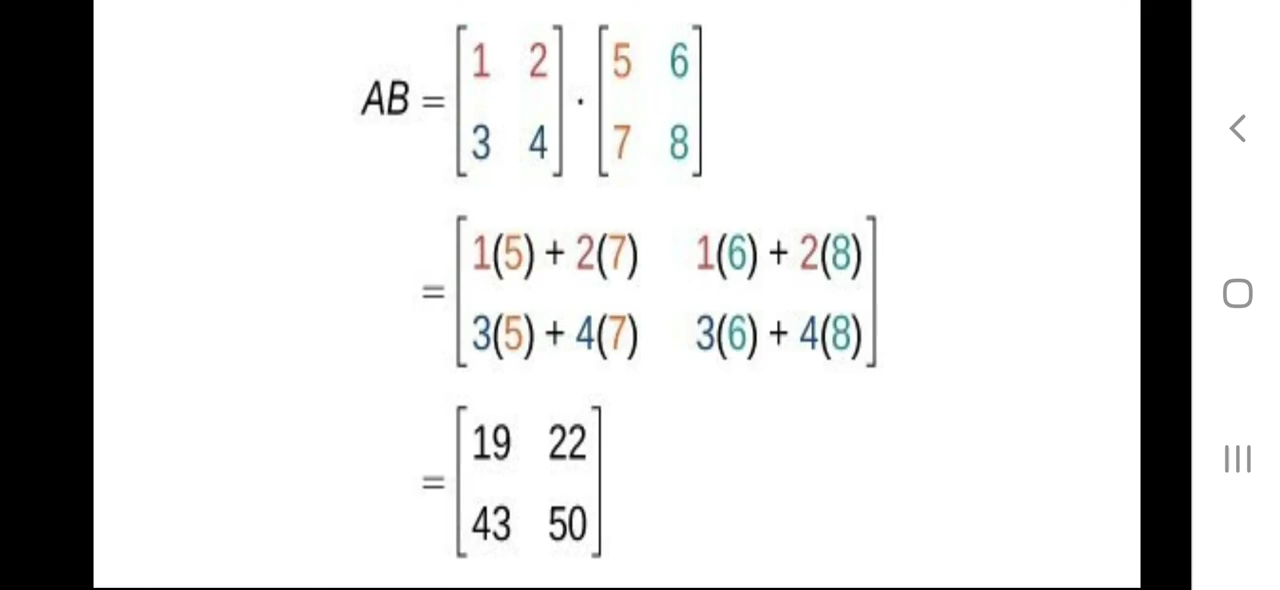 AB = [1 2] · [5 6]
[3 4] [7 8]
= [1(5) + 2(7) 1(6) + 2(8)]
[3(5) + 4(7) 3(6) + 4(8)]
= [19 22]
[43 50]